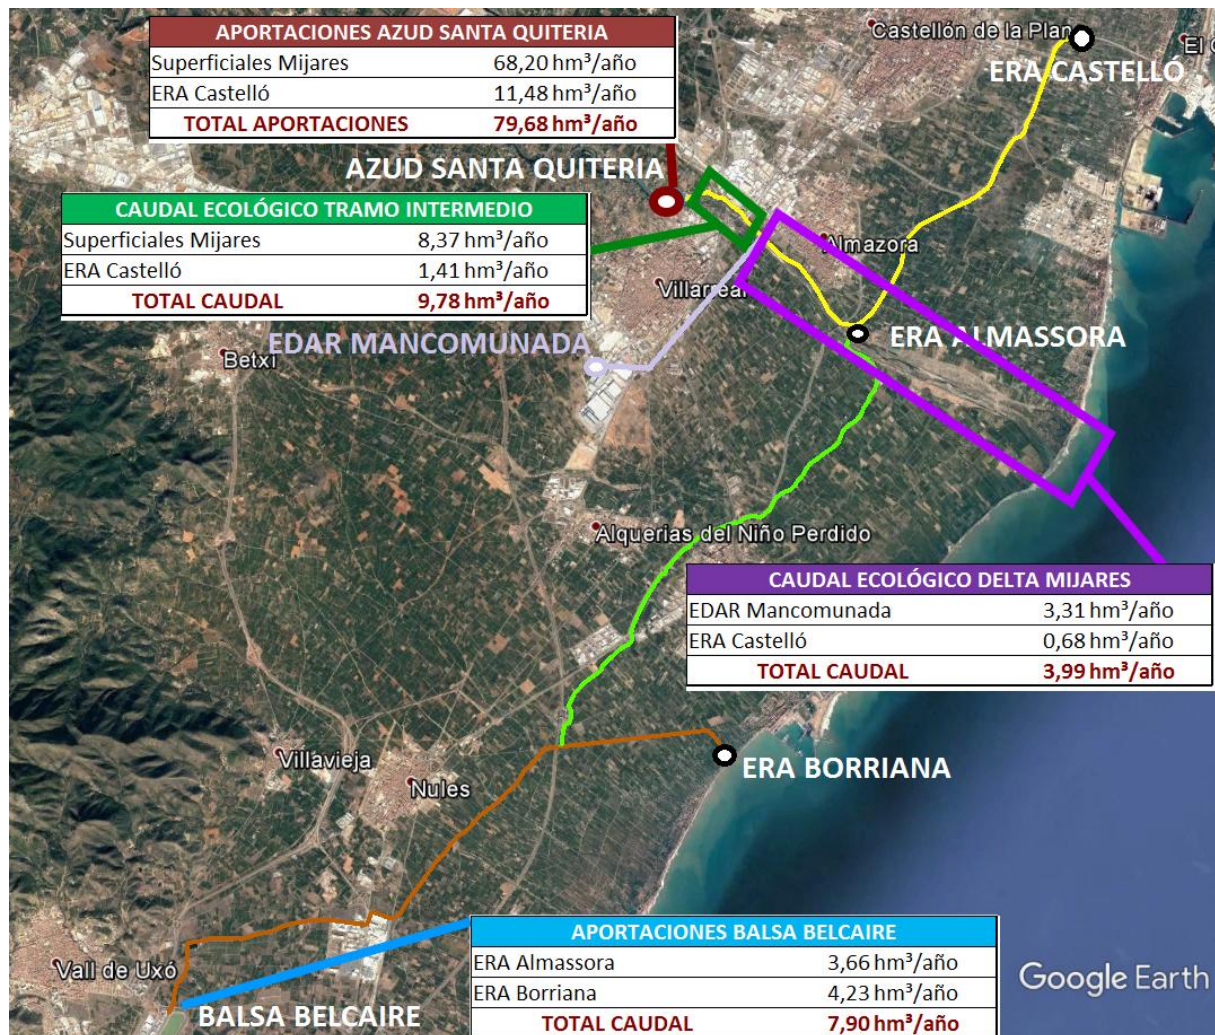 APORTACIONES AZUD SANTA QUITERIA
Superficiales Mijares 68,20 hm³/año
ERA Castelló 11,48 hm³/año
TOTAL APORTACIONES 79,68 hm³/año
Castellón de la Plana
ERA CASTELLÓ
AZUD SANTA QUITERIA
CAUDAL ECOLÓGICO TRAMO INTERMEDIO
Superficiales Mijares 8,37 hm³/año
ERA Castelló 1,41 hm³/año
TOTAL CAUDAL 9,78 hm³/año
Almazora
Villarreal
ERA ALMASSORA
EDAR MANCOMUNADA
Betxí
Alquerias del Niño Perdido
CAUDAL ECOLÓGICO DELTA MIJARES
EDAR Mancomunada 3,31 hm³/año
ERA Castelló 0,68 hm³/año
TOTAL CAUDAL 3,99 hm³/año
Villavieja
Nules
ERA BORRIANA
APORTACIONES BALSA BELCAIRE
ERA Almassora 3,66 hm³/año
ERA Borriana 4,23 hm³/año
TOTAL CAUDAL 7,90 hm³/año
Vall de Uxó
BALSA BELCAIRE
Google Earth